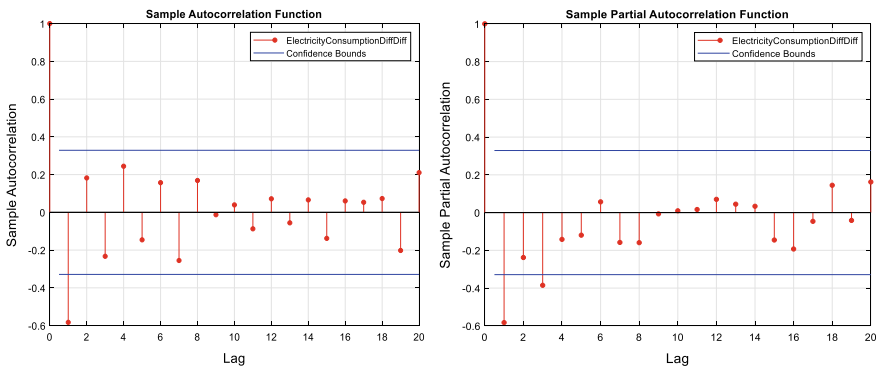 Sample Autocorrelation Function
Sample Autocorrelation
1
0.8
0.6
0.4
0.2
0
-0.2
-0.4
-0.6
ElectricityConsumptionDiffDiff
Confidence Bounds
0 2 4 6 8 10 12 14 16 18 20
Lag
Sample Partial Autocorrelation Function
Sample Partial Autocorrelation
1
0.8
0.6
0.4
0.2
0
-0.2
-0.4
-0.6
ElectricityConsumptionDiffDiff
Confidence Bounds
0 2 4 6 8 10 12 14 16 18 20
Lag